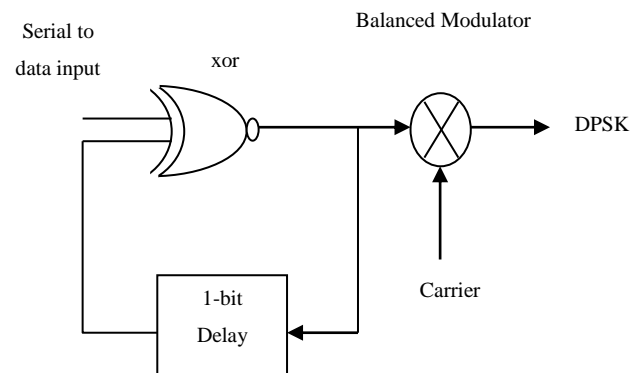 Balanced Modulator
Serial to
data input
xor
DPSK
1-bit
Delay
Carrier